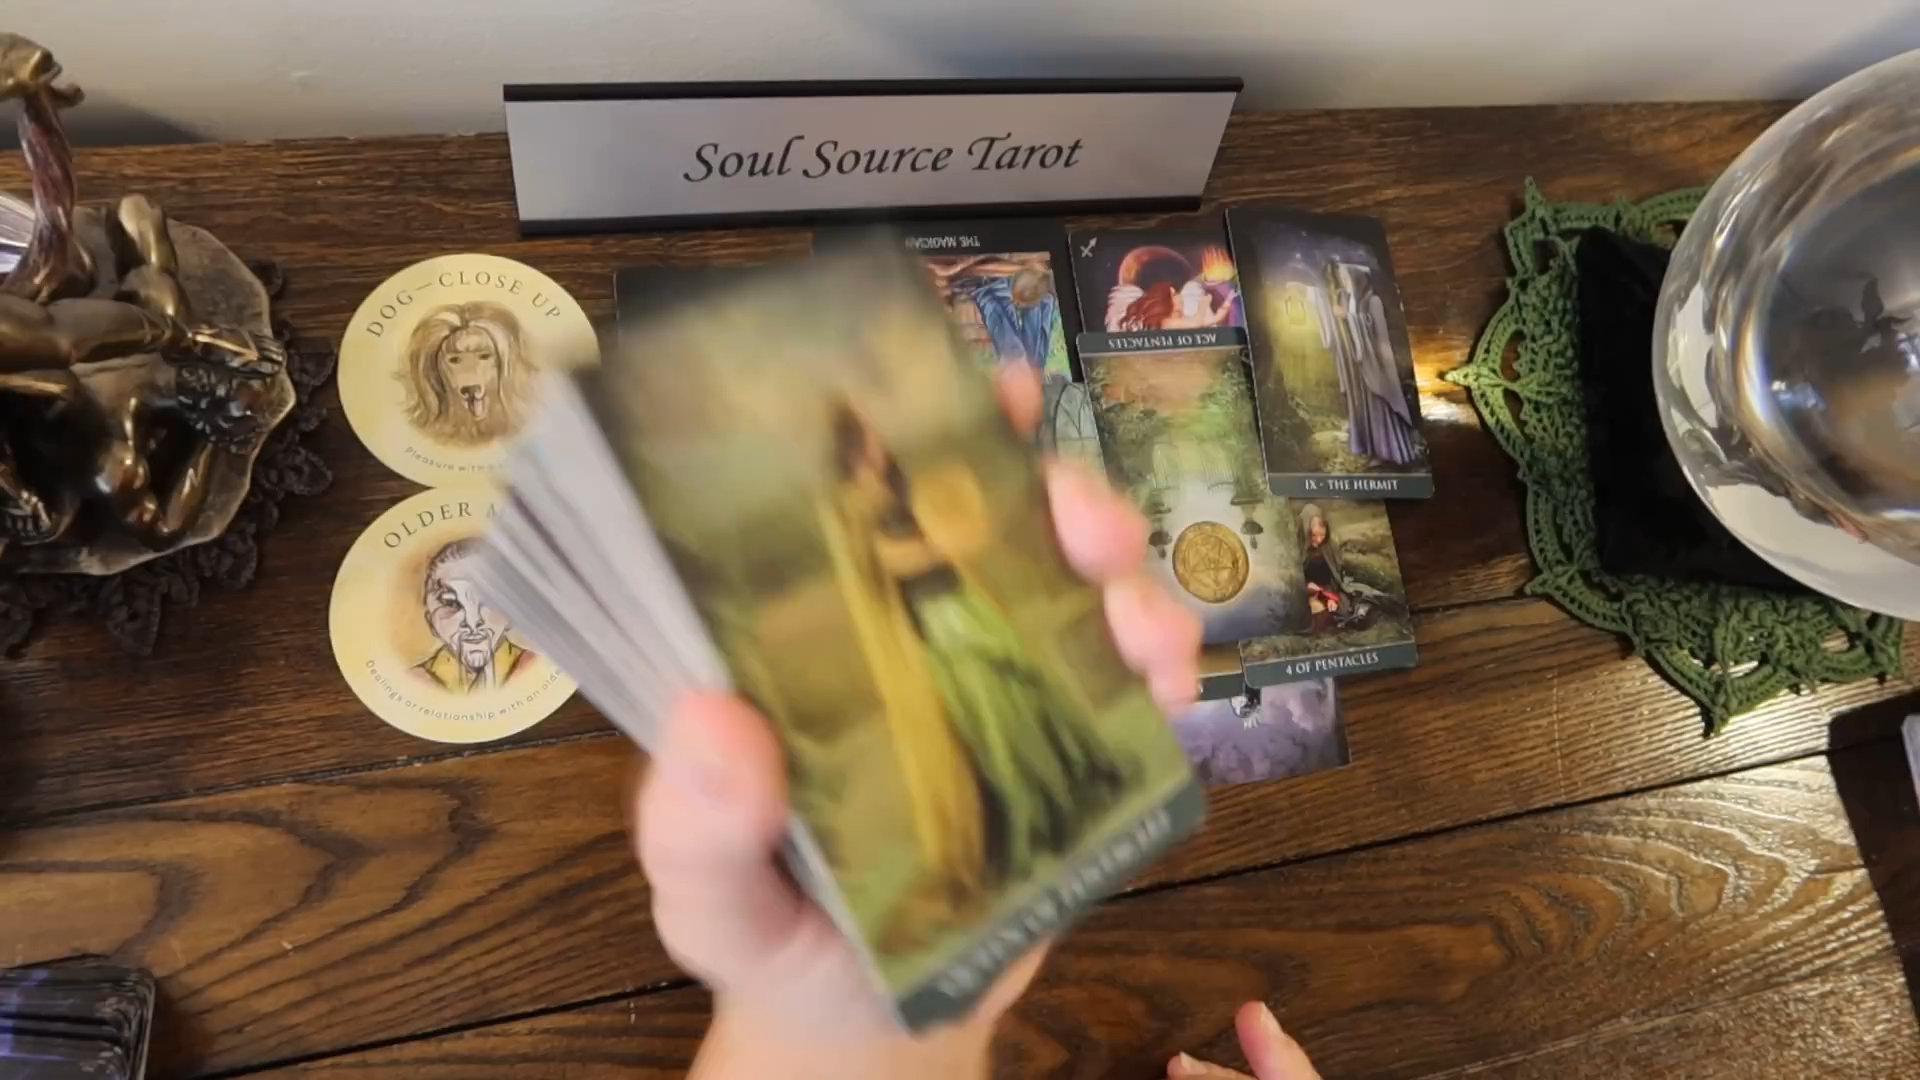 Soul Source Tarot
THE MAGICIAN
DOG—CLOSE UP
Pleasure with
ACE OF PENTACLES
IX · THE HERMIT
OLDER
Dealings or relationship with an
4 OF PENTACLES